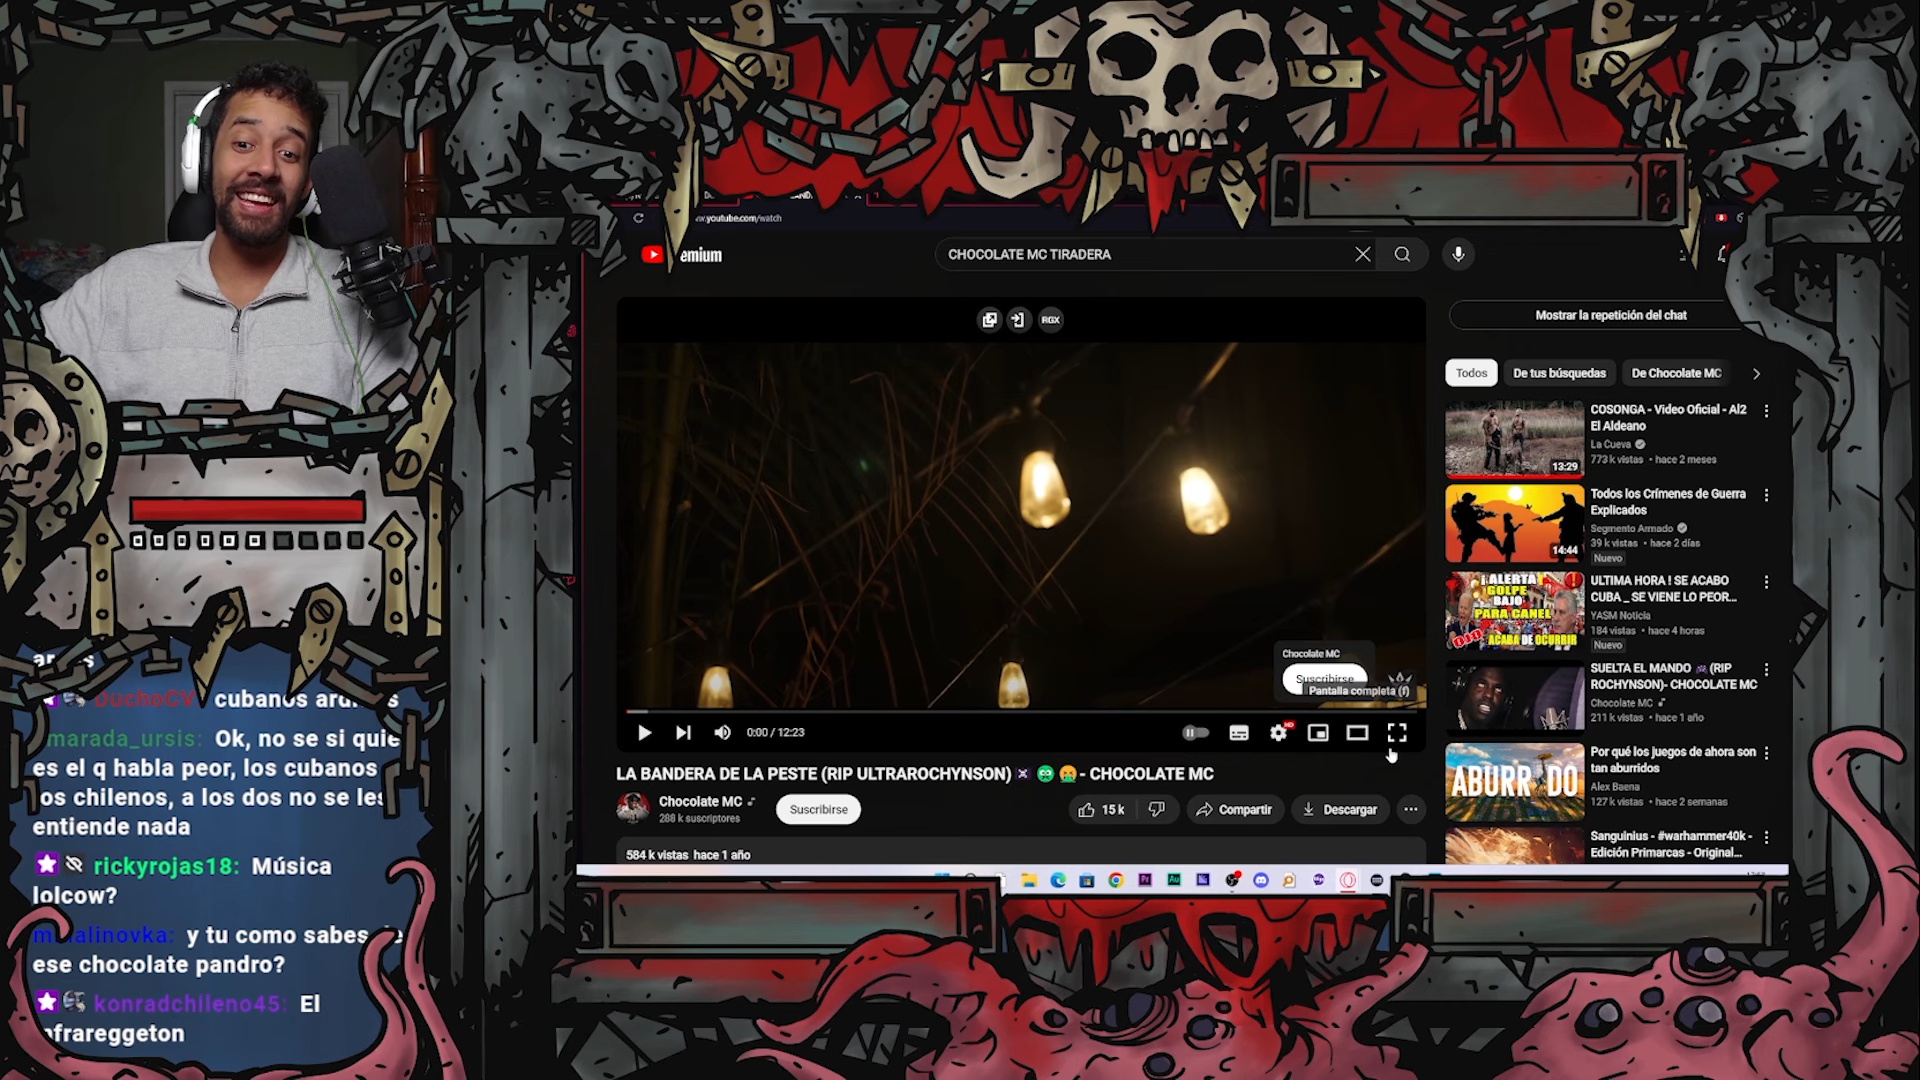 w.youtube.com/watch
emium
CHOCOLATE MC TIRADERA
RGX
Mostrar la repetición del chat
Todos
De tus búsquedas
De Chocolate MC
COSONGA - Video Oficial - Al2
El Aldeano
La Cueva
773 k vistas • hace 2 meses
13:29
Todos los Crímenes de Guerra
Explicados
Segmento Armado
39 k vistas • hace 2 días
Nuevo
14:44
¡ALERTA
GOLPE
BAJO
PARA CANEL
OJO
ACABA DE OCURRIR
ULTIMA HORA ! SE ACABO
CUBA _ SE VIENE LO PEOR...
YASM Noticia
184 vistas • hace 4 horas
Nuevo
SUELTA EL MANDO 👾 (RIP
ROCHYNSON)- CHOCOLATE MC
Chocolate MC
211 k vistas • hace 1 año
ABURR DO
Por qué los juegos de ahora son
tan aburridos
Alex Baena
127 k vistas • hace 2 semanas
Sanguinius - #warhammer40k -
Edición Primarcas - Original...
Chocolate MC
Suscribirse
Pantalla completa (f)
0:00 / 12:23
HD
LA BANDERA DE LA PESTE (RIP ULTRAROCHYNSON) ☠️ 🤢 🤮 - CHOCOLATE MC
Chocolate MC
288 k suscriptores
Suscribirse
15 k
Compartir
Descargar
584 k vistas hace 1 año
DuchoCV cubanos
marada_ursis: Ok, no se si quie
es el q habla peor, los cubanos
os chilenos, a los dos no se les
entiende nada
rickyrojas18: Música
lolcow?
y tu como sabes
ese chocolate pandro?
konradchileno45: El
nfrareggeton